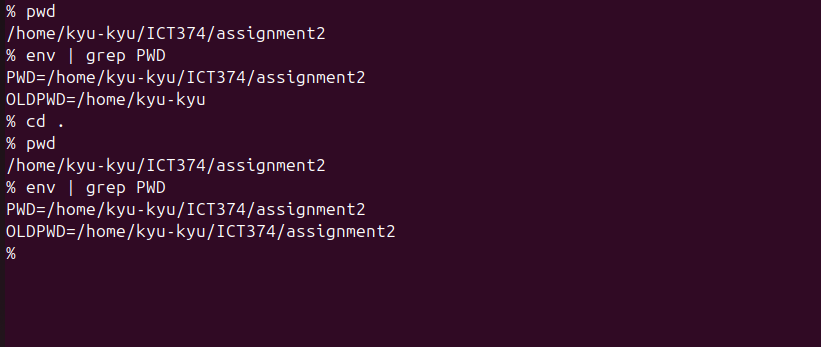 % pwd
/home/kyu-kyu/ICT374/assignment2
% env | grep PWD
PWD=/home/kyu-kyu/ICT374/assignment2
OLDPWD=/home/kyu-kyu
% cd .
% pwd
/home/kyu-kyu/ICT374/assignment2
% env | grep PWD
PWD=/home/kyu-kyu/ICT374/assignment2
OLDPWD=/home/kyu-kyu/ICT374/assignment2
%